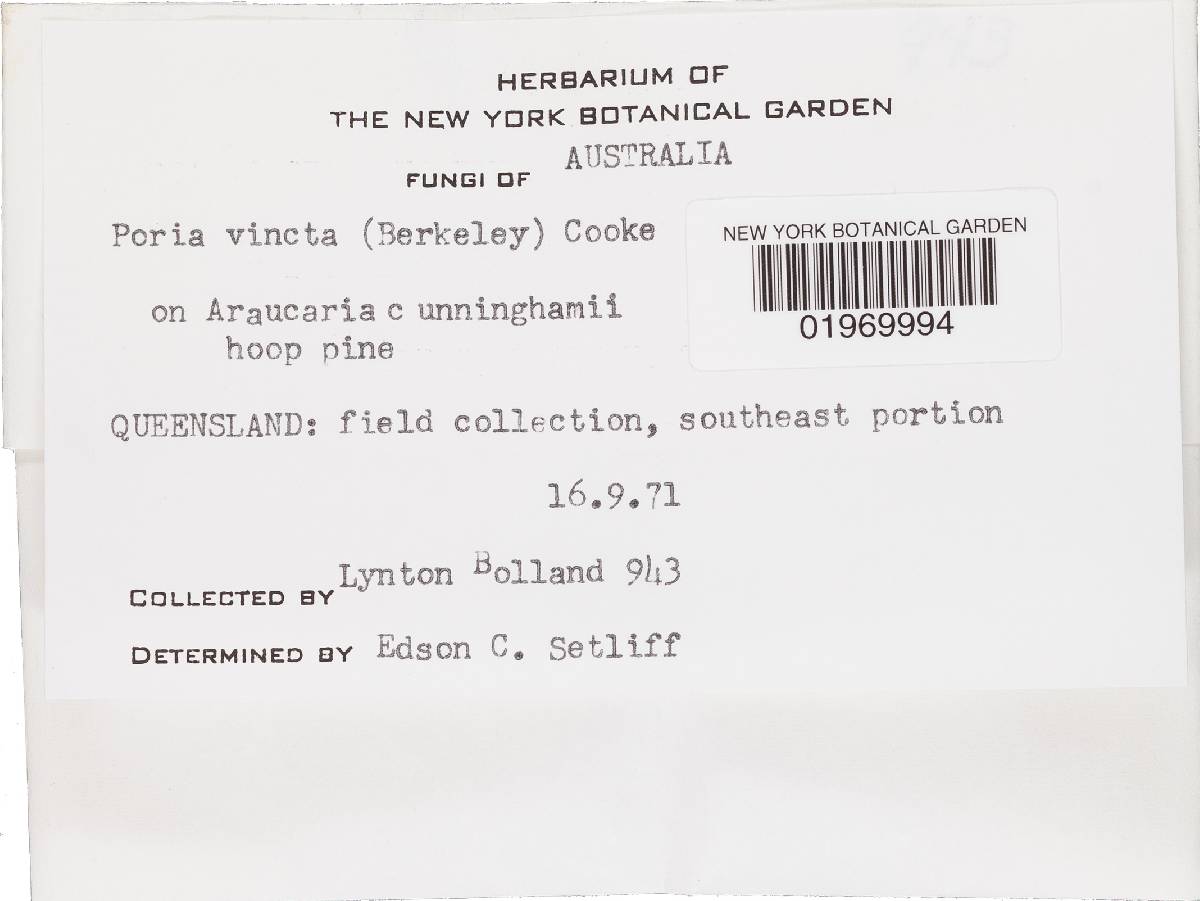 HERBARIUM OF
THE NEW YORK BOTANICAL GARDEN
AUSTRALIA
FUNGI OF
Poria vincta (Berkeley) Cooke
NEW YORK BOTANICAL GARDEN
01969994
on Araucaria c unninghamii
hoop pine
QUEENSLAND: field collection, southeast portion
16.9.71
COLLECTED BY Lynton Bolland 943
DETERMINED BY Edson C. Setliff